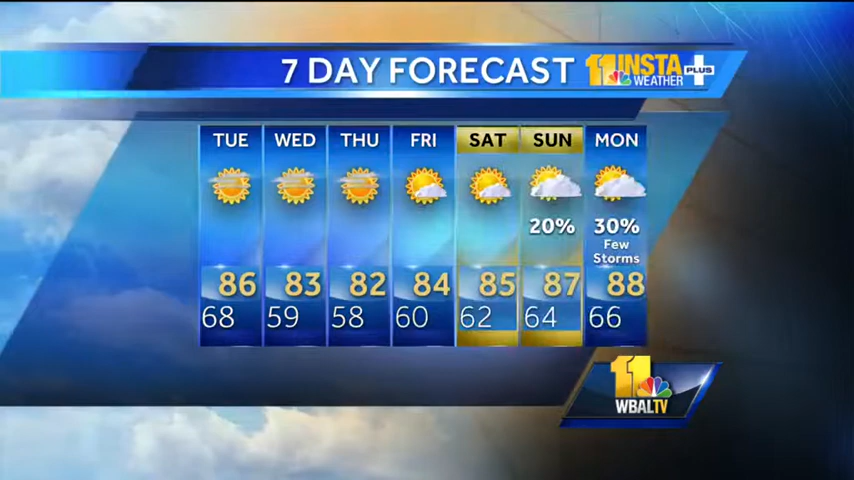 7 DAY FORECAST 11 INSTA WEATHER PLUS
TUE WED THU FRI SAT SUN MON
20% 30%
Few
Storms
86 83 82 84 85 87 88
68 59 58 60 62 64 66
11
WBALTV